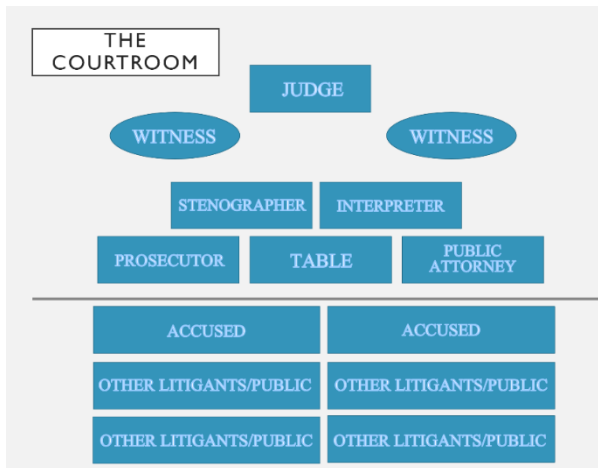 THE
COURTROOM
JUDGE
WITNESS
WITNESS
STENOGRAPHER
INTERPRETER
PROSECUTOR
TABLE
PUBLIC
ATTORNEY
ACCUSED
ACCUSED
OTHER LITIGANTS/PUBLIC
OTHER LITIGANTS/PUBLIC
OTHER LITIGANTS/PUBLIC
OTHER LITIGANTS/PUBLIC